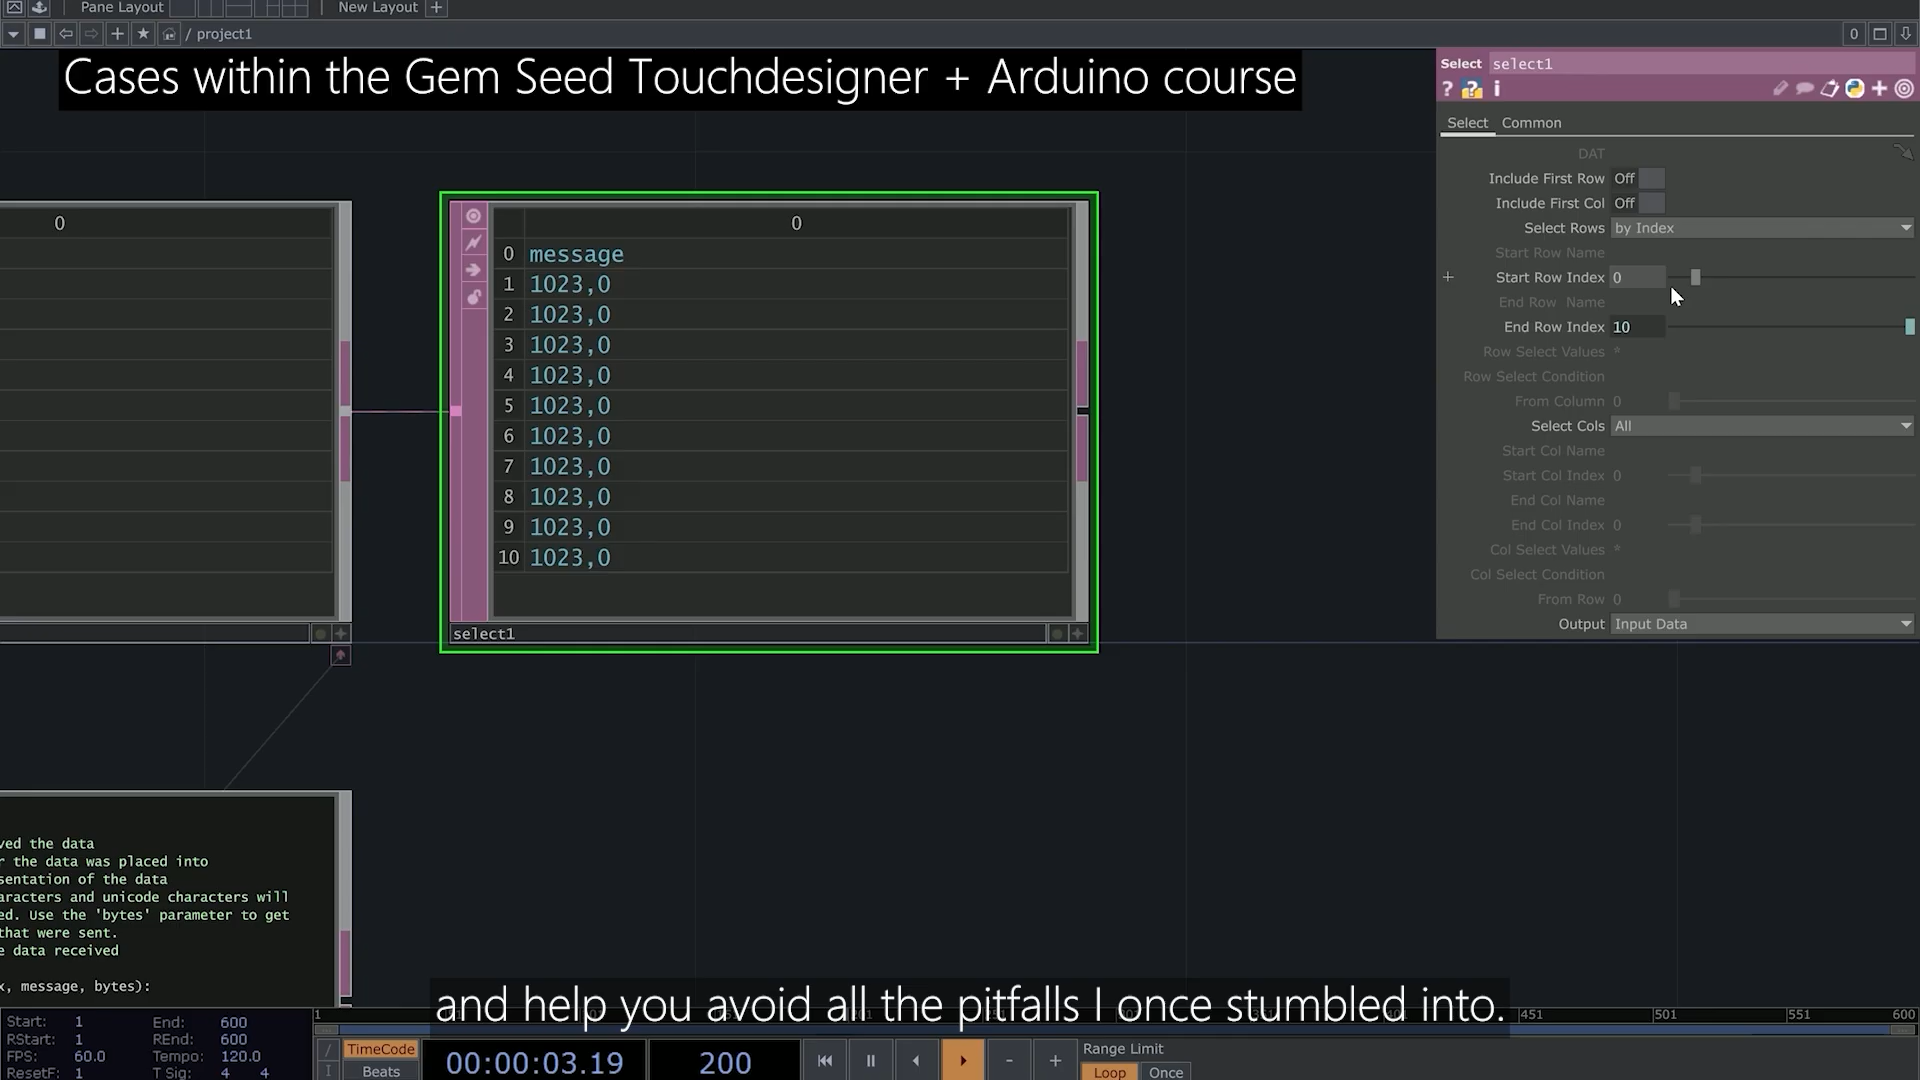 Pane Layout
New Layout +
/ project1
0
Cases within the Gem Seed Touchdesigner + Arduino course
Select select1
? ? i
Select Common
DAT
Include First Row Off
Include First Col Off
Select Rows by Index
Start Row Name
+ Start Row Index 0
End Row Name
End Row Index 10
Row Select Values *
Row Select Condition
From Column 0
Select Cols All
Start Col Name
Start Col Index 0
End Col Name
End Col Index 0
Col Select Values *
Col Select Condition
From Row 0
Output Input Data
0
0
0 message
1 1023,0
2 1023,0
3 1023,0
4 1023,0
5 1023,0
6 1023,0
7 1023,0
8 1023,0
9 1023,0
10 1023,0
select1
ved the data
r the data was placed into
sentation of the data
aracters and unicode characters will
ed. Use the 'bytes' parameter to get
that were sent.
e data received
x, message, bytes):
and help you avoid all the pitfalls I once stumbled into.
1 451 501 551 600
Start: 1 End: 600
RStart: 1 REnd: 600
FPS: 60.0 Tempo: 120.0
ResetF: 1 T Sig: 4 4
TimeCode
Beats
00:00:03.19
200
- +
Range Limit
Loop Once